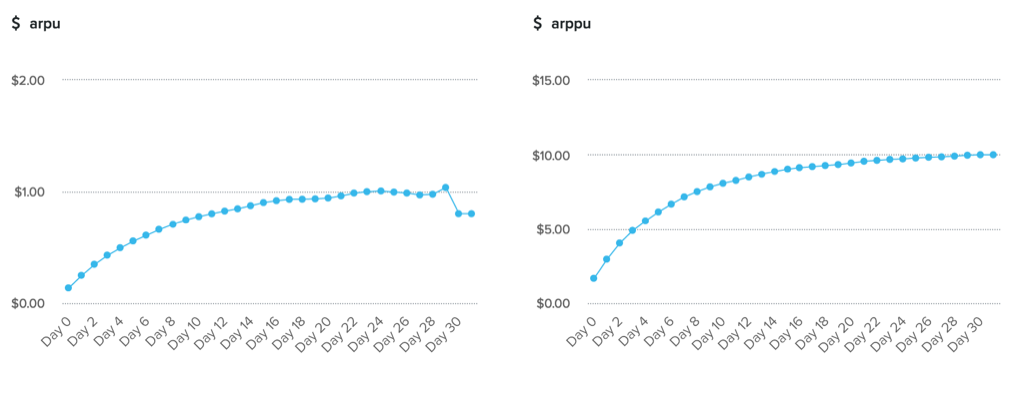 $ arpu
$2.00
$1.00
$0.00
Day 0
Day 2
Day 4
Day 6
Day 8
Day 10
Day 12
Day 14
Day 16
Day 18
Day 20
Day 22
Day 24
Day 26
Day 28
Day 30
$ arppu
$15.00
$10.00
$5.00
$0.00
Day 0
Day 2
Day 4
Day 6
Day 8
Day 10
Day 12
Day 14
Day 16
Day 18
Day 20
Day 22
Day 24
Day 26
Day 28
Day 30